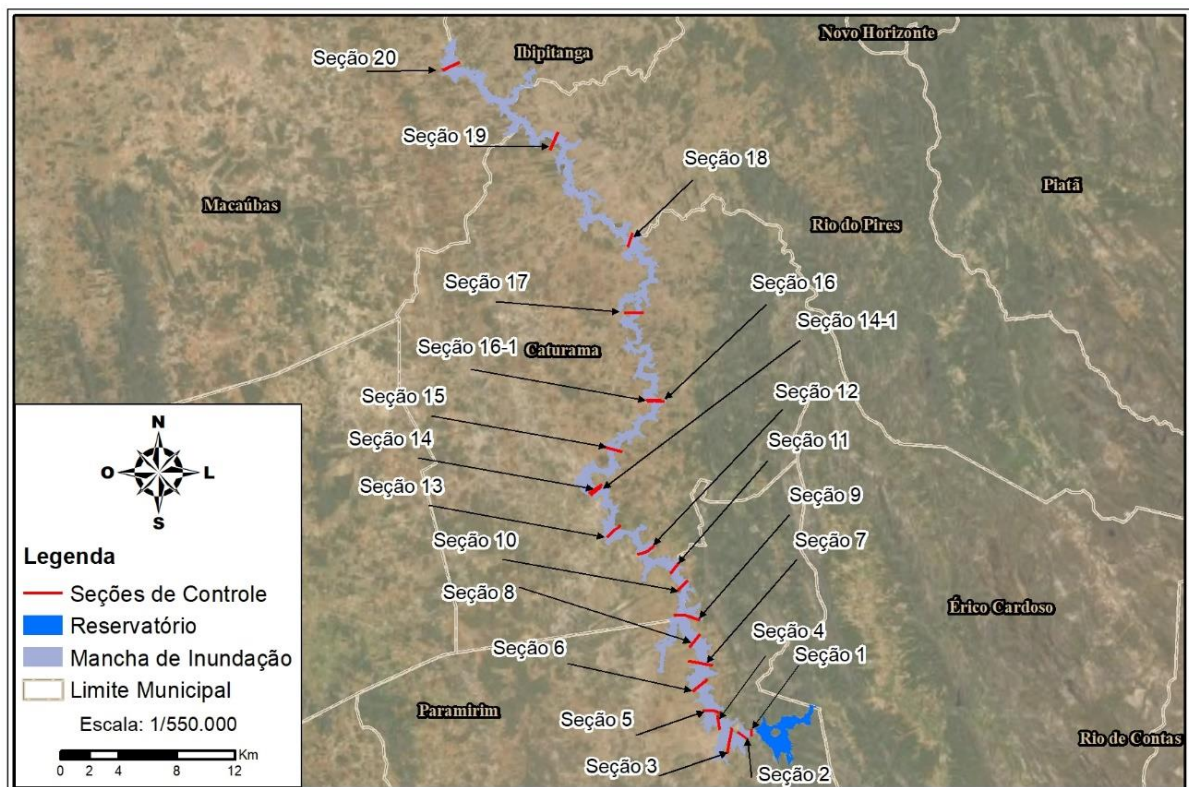 Novo Horizonte
Ibipitanga
Seção 20
Seção 19
Seção 18
Piatã
Macaúbas
Rio do Pires
Seção 17
Seção 16
Seção 14-1
Seção 16-1
Caturama
Seção 12
Seção 15
Seção 14
Seção 11
Seção 13
Seção 9
Seção 10
Seção 7
Seção 8
Érico Cardoso
Seção 4
Seção 6
Seção 1
Paramirim
Seção 5
Rio de Contas
Seção 3
Seção 2
N
O L
S
Legenda
Seções de Controle
Reservatório
Mancha de Inundação
Limite Municipal
Escala: 1/550.000
Km
0 2 4 8 12